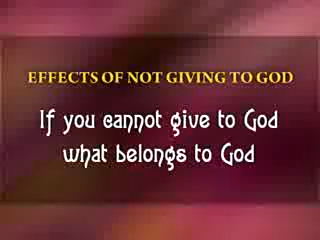 EFFECTS OF NOT GIVING TO GOD
If you cannot give to God
what belongs to God